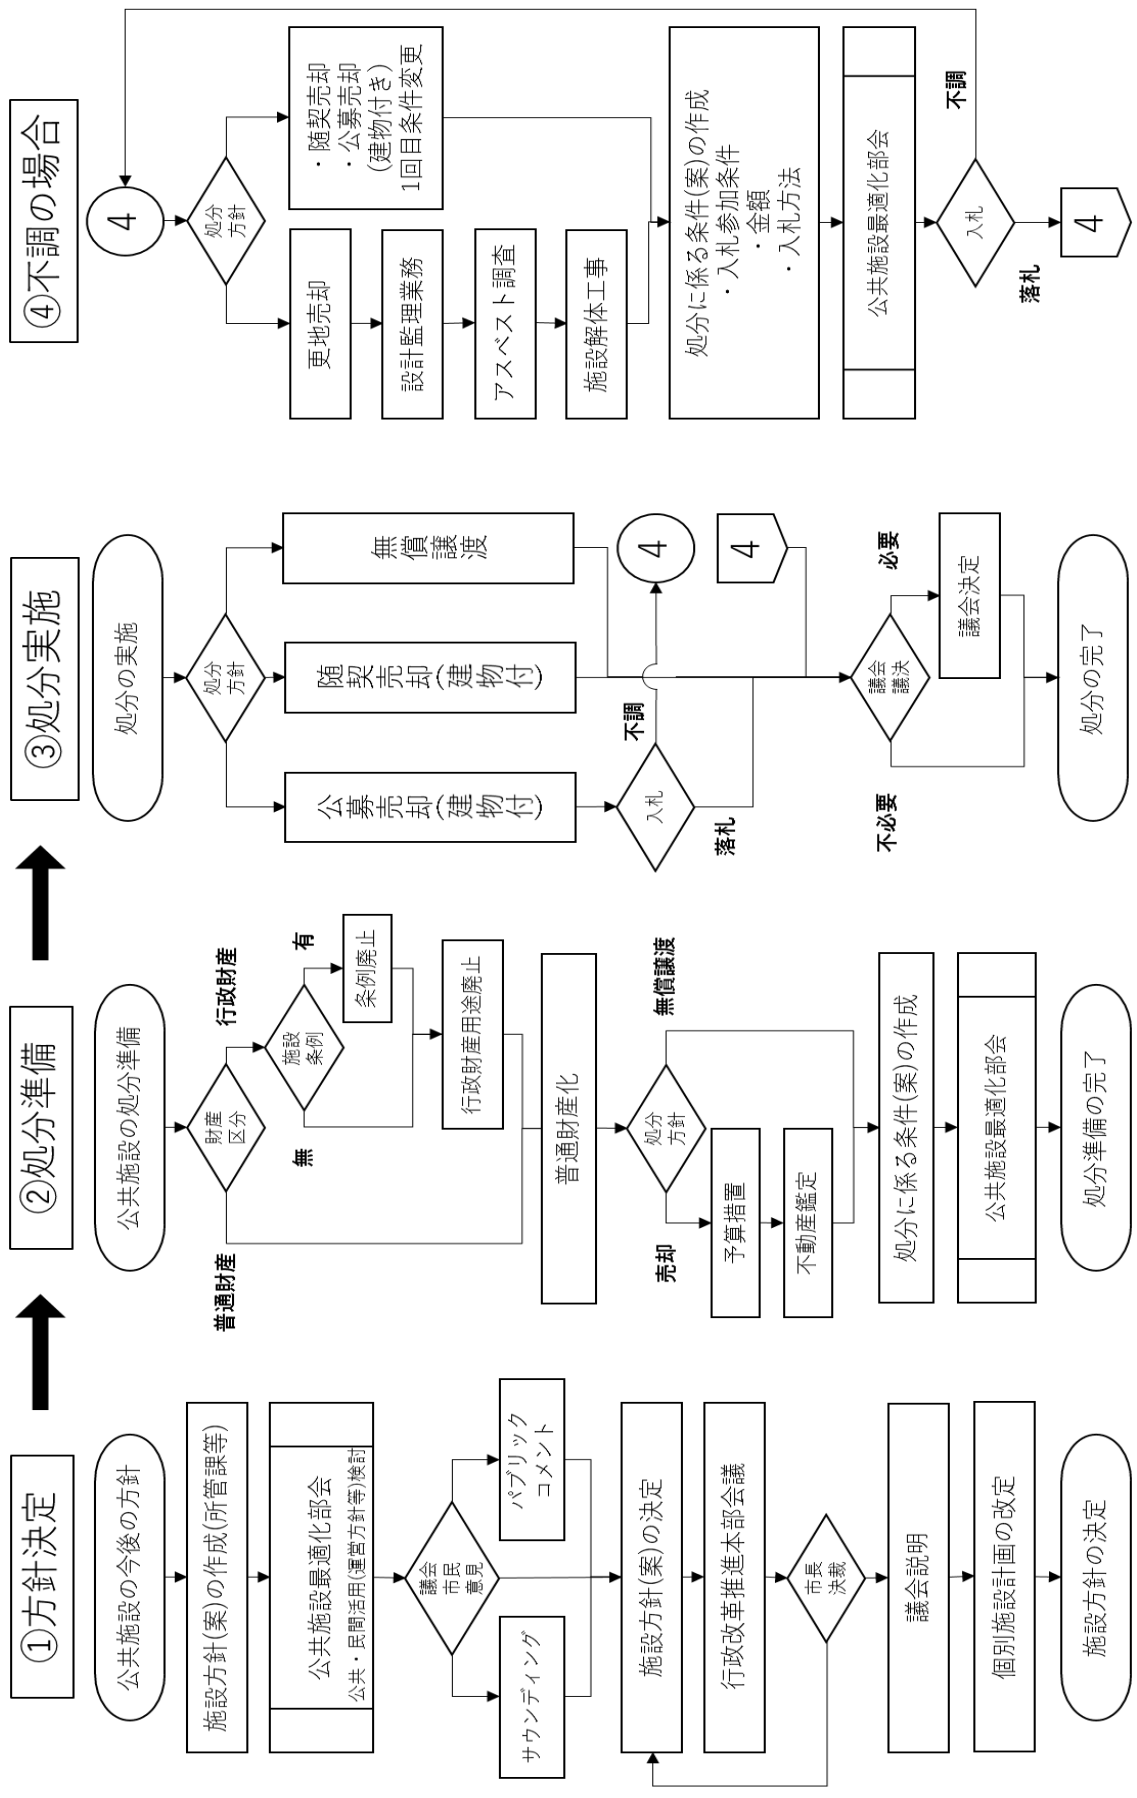 ①方針決定
公共施設の今後の方針
施設方針(案)の作成(所管課等)
公共施設最適化部会
公共・民間活用(運営方針等)検討
議会
市民
意見
サウンディング
パブリック
コメント
施設方針(案)の決定
行政改革推進本部会議
市長
決裁
議会説明
個別施設計画の改定
施設方針の決定
②処分準備
公共施設の処分準備
財産
区分
普通財産
行政財産
施設
条例
無
有
条例廃止
行政財産用途廃止
普通財産化
処分
方針
売却
無償譲渡
予算措置
不動産鑑定
処分に係る条件(案)の作成
公共施設最適化部会
処分準備の完了
③処分実施
処分の実施
処分
方針
公募売却(建物付)
随契売却(建物付)
無償譲渡
入札
不調
落札
4
4
議会
議決
不必要
必要
議会決定
処分の完了
④不調の場合
4
処分
方針
更地売却
設計監理業務
アスベスト調査
施設解体工事
・随契売却
・公募売却
(建物付き)
1回目条件変更
処分に係る条件(案)の作成
・入札参加条件
・金額
・入札方法
公共施設最適化部会
入札
不調
落札
4